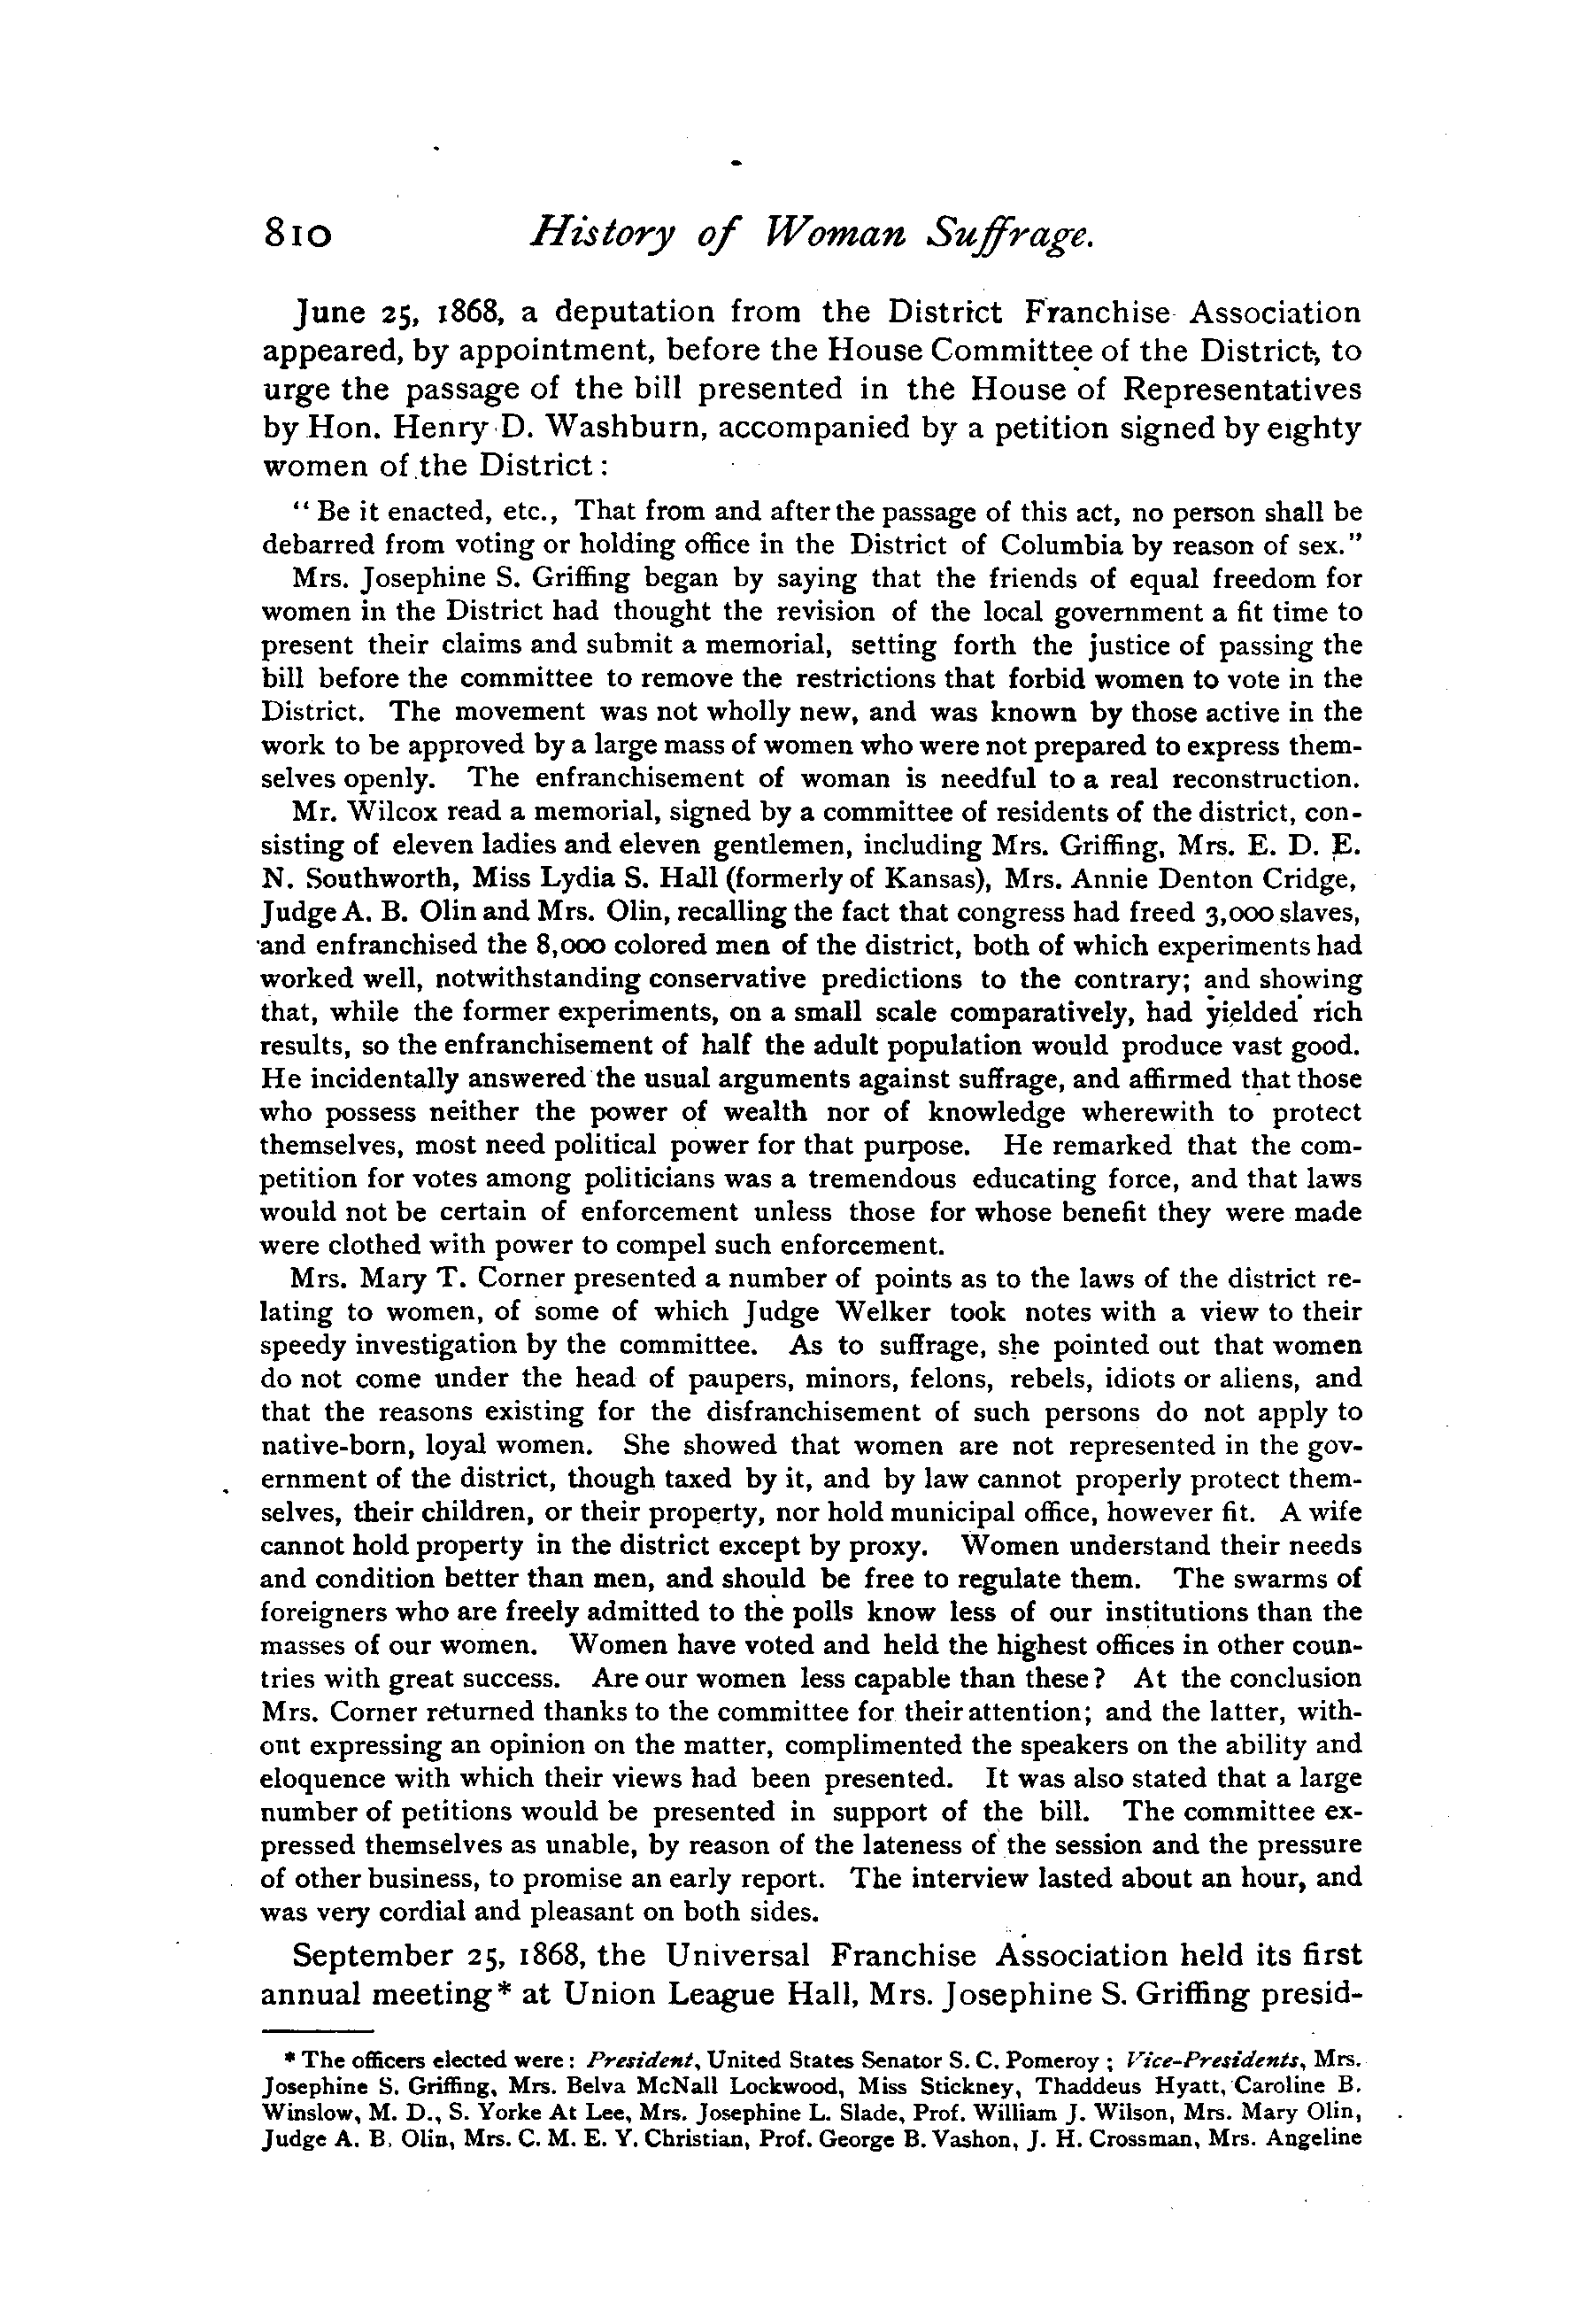 810 History of Woman Suffrage.
June 25, 1868, a deputation from the District Franchise Association
appeared, by appointment, before the House Committee of the District, to
urge the passage of the bill presented in the House of Representatives
by Hon. Henry D. Washburn, accompanied by a petition signed by eighty
women of the District :
“ Be it enacted, etc., That from and after the passage of this act, no person shall be
debarred from voting or holding office in the District of Columbia by reason of sex.”
Mrs. Josephine S. Griffing began by saying that the friends of equal freedom for
women in the District had thought the revision of the local government a fit time to
present their claims and submit a memorial, setting forth the justice of passing the
bill before the committee to remove the restrictions that forbid women to vote in the
District. The movement was not wholly new, and was known by those active in the
work to be approved by a large mass of women who were not prepared to express them-
selves openly. The enfranchisement of woman is needful to a real reconstruction.
Mr. Wilcox read a memorial, signed by a committee of residents of the district, con-
sisting of eleven ladies and eleven gentlemen, including Mrs. Griffing, Mrs. E. D. E.
N. Southworth, Miss Lydia S. Hall (formerly of Kansas), Mrs. Annie Denton Cridge,
Judge A. B. Olin and Mrs. Olin, recalling the fact that congress had freed 3,000 slaves,
and enfranchised the 8,000 colored men of the district, both of which experiments had
worked well, notwithstanding conservative predictions to the contrary; and showing
that, while the former experiments, on a small scale comparatively, had yielded rich
results, so the enfranchisement of half the adult population would produce vast good.
He incidentally answered the usual arguments against suffrage, and affirmed that those
who possess neither the power of wealth nor of knowledge wherewith to protect
themselves, most need political power for that purpose. He remarked that the com-
petition for votes among politicians was a tremendous educating force, and that laws
would not be certain of enforcement unless those for whose benefit they were made
were clothed with power to compel such enforcement.
Mrs. Mary T. Corner presented a number of points as to the laws of the district re-
lating to women, of some of which Judge Welker took notes with a view to their
speedy investigation by the committee. As to suffrage, she pointed out that women
do not come under the head of paupers, minors, felons, rebels, idiots or aliens, and
that the reasons existing for the disfranchisement of such persons do not apply to
native-born, loyal women. She showed that women are not represented in the gov-
ernment of the district, though taxed by it, and by law cannot properly protect them-
selves, their children, or their property, nor hold municipal office, however fit. A wife
cannot hold property in the district except by proxy. Women understand their needs
and condition better than men, and should be free to regulate them. The swarms of
foreigners who are freely admitted to the polls know less of our institutions than the
masses of our women. Women have voted and held the highest offices in other coun-
tries with great success. Are our women less capable than these? At the conclusion
Mrs. Corner returned thanks to the committee for their attention; and the latter, with-
out expressing an opinion on the matter, complimented the speakers on the ability and
eloquence with which their views had been presented. It was also stated that a large
number of petitions would be presented in support of the bill. The committee ex-
pressed themselves as unable, by reason of the lateness of the session and the pressure
of other business, to promise an early report. The interview lasted about an hour, and
was very cordial and pleasant on both sides.
September 25, 1868, the Universal Franchise Association held its first
annual meeting* at Union League Hall, Mrs. Josephine S. Griffing presid-
* The officers elected were : President, United States Senator S. C. Pomeroy ; Vice-Presidents, Mrs.
Josephine S. Griffing, Mrs. Belva McNall Lockwood, Miss Stickney, Thaddeus Hyatt, Caroline B.
Winslow, M. D., S. Yorke At Lee, Mrs. Josephine L. Slade, Prof. William J. Wilson, Mrs. Mary Olin,
Judge A. B. Olin, Mrs. C. M. E. Y. Christian, Prof. George B. Vashon, J. H. Crossman, Mrs. Angeline